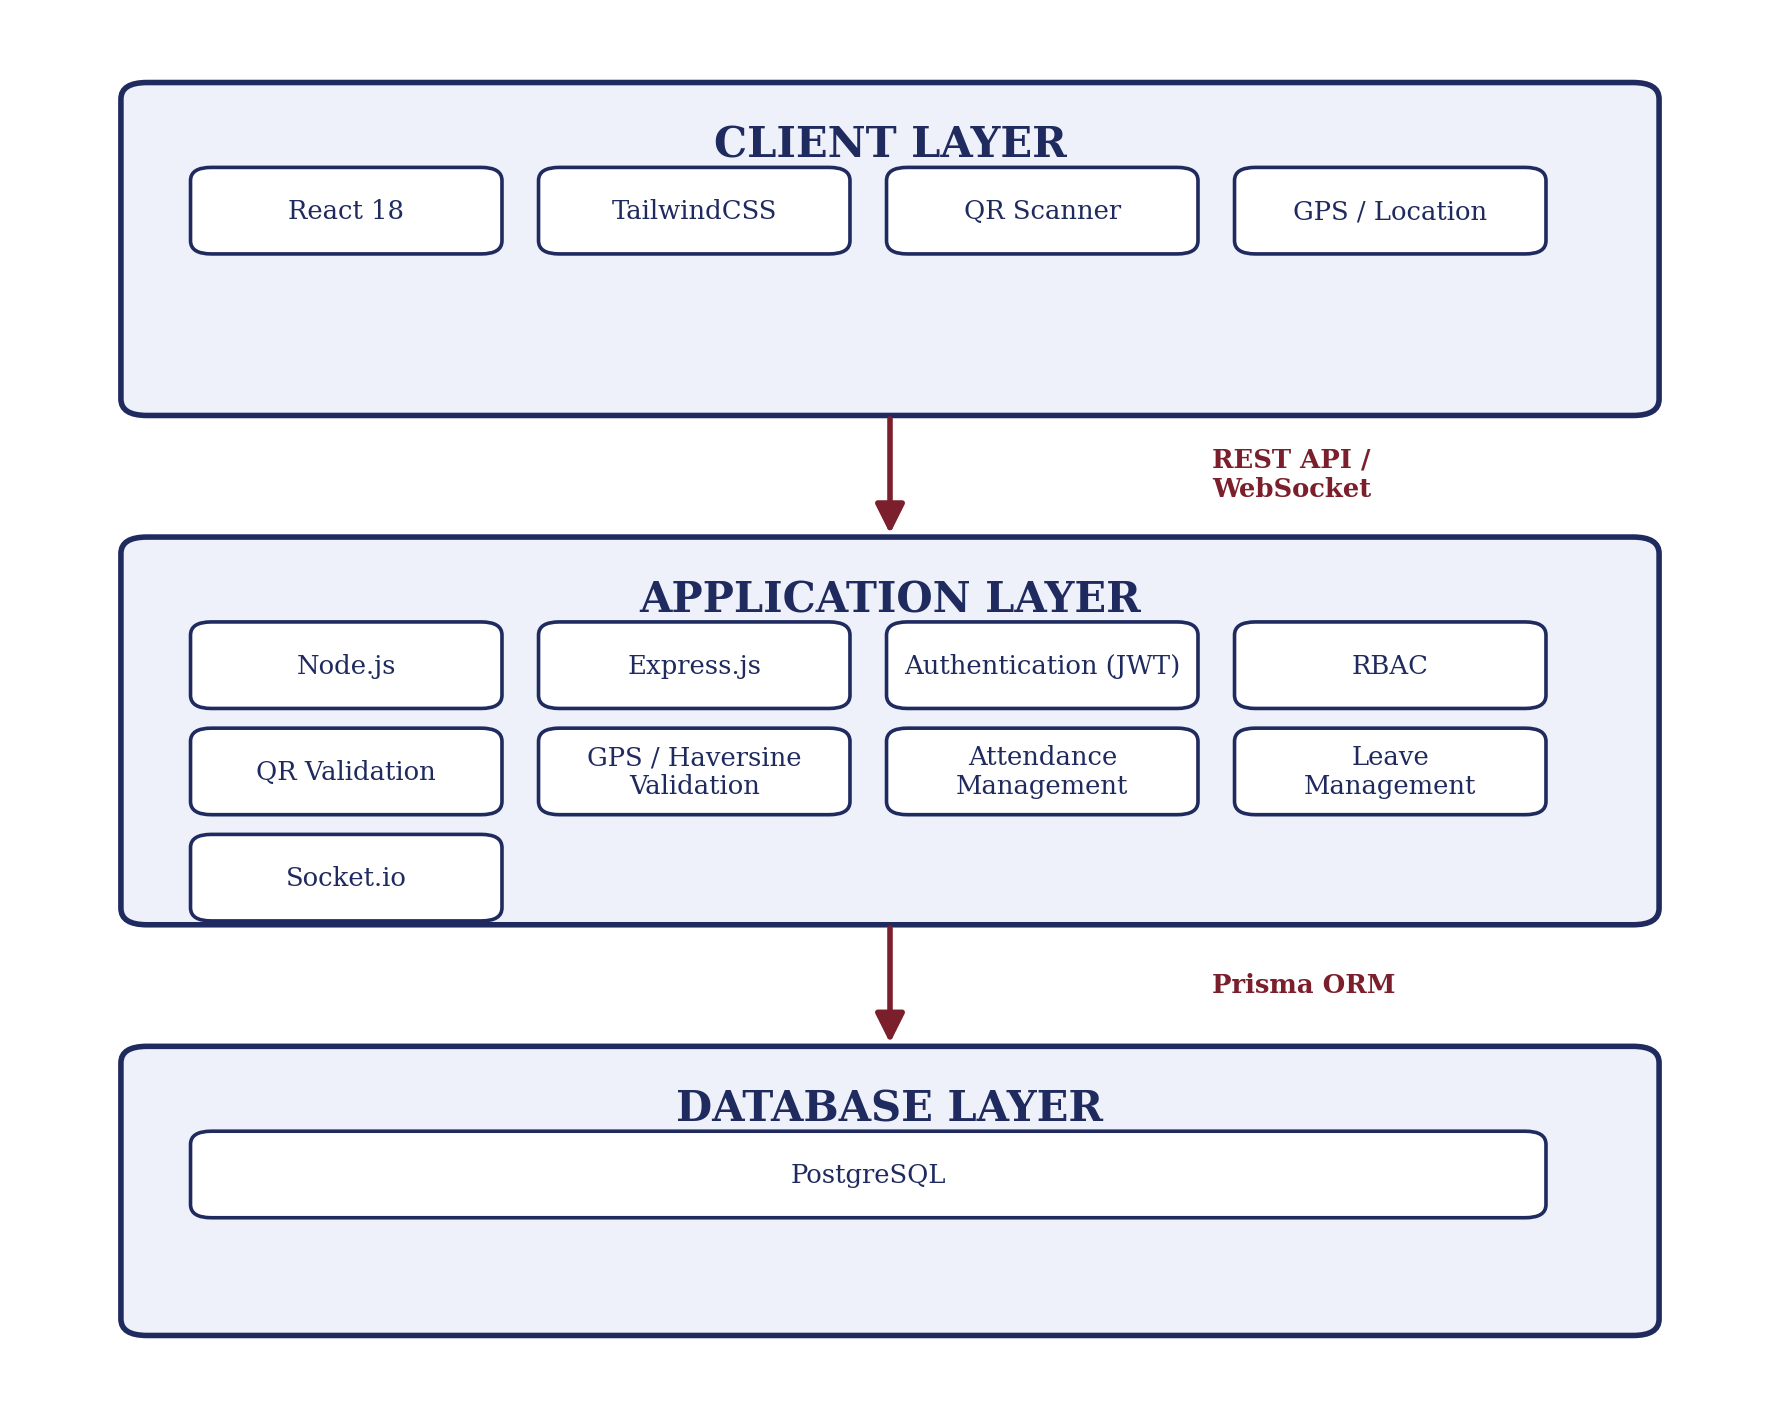 CLIENT LAYER
React 18
TailwindCSS
QR Scanner
GPS / Location
REST API /
WebSocket
APPLICATION LAYER
Node.js
Express.js
Authentication (JWT)
RBAC
QR Validation
GPS / Haversine
Validation
Attendance
Management
Leave
Management
Socket.io
Prisma ORM
DATABASE LAYER
PostgreSQL